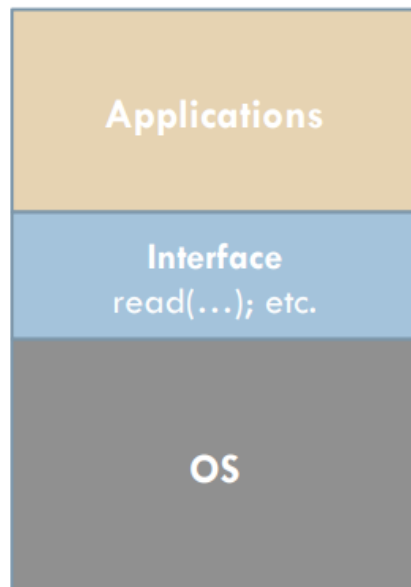 Applications
Interface
read(...); etc.
OS